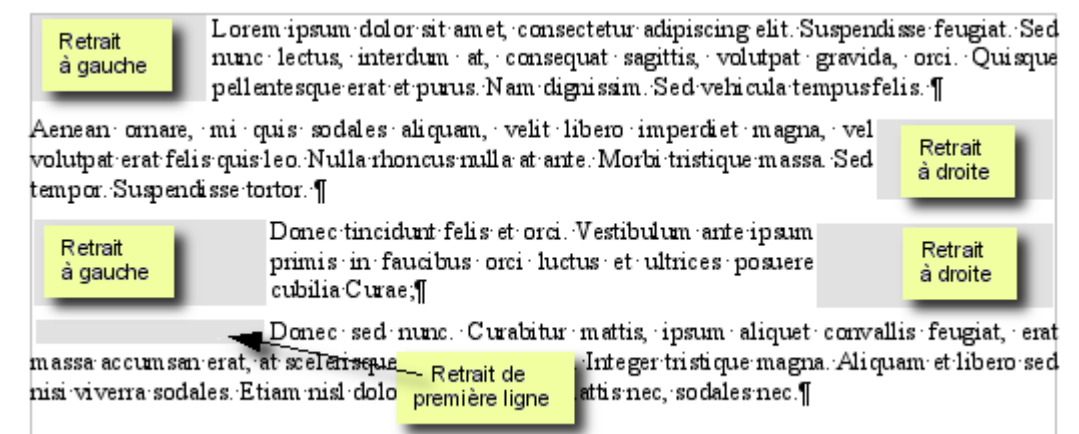 Retrait
à gauche
Lorem ipsum dolor sit amet, consectetur adipiscing elit. Suspendisse feugiat. Sed
nunc lectus, interdum at, consequat sagittis, volutpat gravida, orci. Quisque
pellentesque erat et purus. Nam dignissim. Sed vehicula tempus felis. ¶
Aenean ornare, mi quis sodales aliquam, velit libero imperdiet magna, vel
volutpat erat felis quis leo. Nulla rhoncus nulla at ante. Morbi tristique massa. Sed
tempor. Suspendisse tortor. ¶
Retrait
à droite
Retrait
à gauche
Donec tincidunt felis et orci. Vestibulum ante ipsum
primis in faucibus orci luctus et ultrices posuere
cubilia Curae;¶
Retrait
à droite
Donec sed nunc. Curabitur mattis, ipsum aliquet convallis feugiat, erat
massa accumsan erat, at scelerisque Integer tristique magna. Aliquam et libero sed
nisi viverra sodales. Etiam nisl nec, sodales nec.¶
Retrait de
première ligne